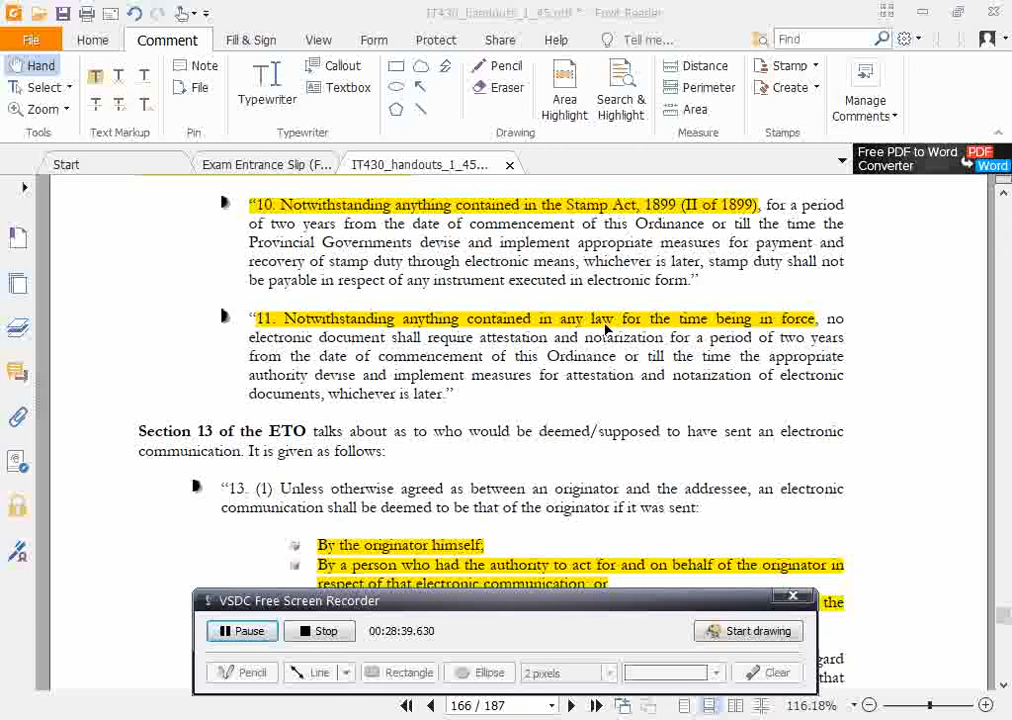 IT430_handouts_1_45.pdf * - Foxit Reader
File Home Comment Fill & Sign View Form Protect Share Help Tell me... Find
Hand
Select
Zoom
Tools
Text Markup
Note
File
Pin
Typewriter
Callout
Textbox
Typewriter
Pencil
Eraser
Drawing
Area Highlight
Search & Highlight
Distance
Perimeter
Area
Measure
Stamp
Create
Stamps
Manage Comments
Start Exam Entrance Slip (F... IT430_handouts_1_45...
Free PDF to Word Converter PDF Word
“10. Notwithstanding anything contained in the Stamp Act, 1899 (II of 1899), for a period
of two years from the date of commencement of this Ordinance or till the time the
Provincial Governments devise and implement appropriate measures for payment and
recovery of stamp duty through electronic means, whichever is later, stamp duty shall not
be payable in respect of any instrument executed in electronic form.”
“11. Notwithstanding anything contained in any law for the time being in force, no
electronic document shall require attestation and notarization for a period of two years
from the date of commencement of this Ordinance or till the time the appropriate
authority devise and implement measures for attestation and notarization of electronic
documents, whichever is later.”
Section 13 of the ETO talks about as to who would be deemed/supposed to have sent an electronic
communication. It is given as follows:
“13. (1) Unless otherwise agreed as between an originator and the addressee, an electronic
communication shall be deemed to be that of the originator if it was sent:
By the originator himself;
By a person who had the authority to act for and on behalf of the originator in
respect of that electronic communication, or
the
VSDC Free Screen Recorder
Pause Stop 00:28:39.630 Start drawing
Pencil Line Rectangle Ellipse 2 pixels Clear
gard
that
166 / 187 116.18%